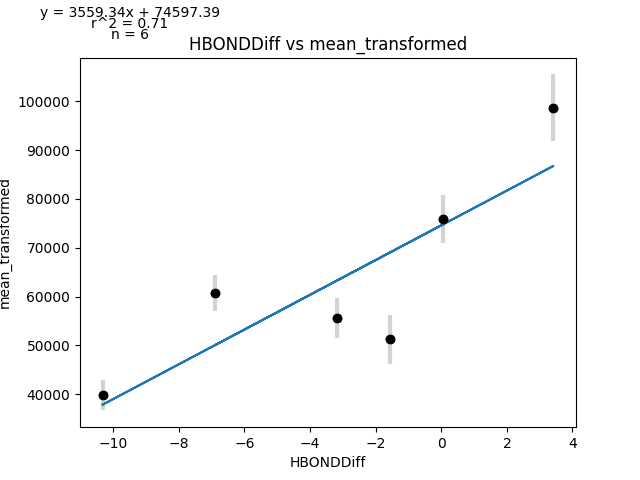 y = 3559.34x + 74597.39
r^2 = 0.71
n = 6
HBONDDiff vs mean_transformed
100000
90000
80000
70000
60000
50000
40000
mean_transformed
−10
−8
−6
−4
−2
0
2
4
HBONDDiff